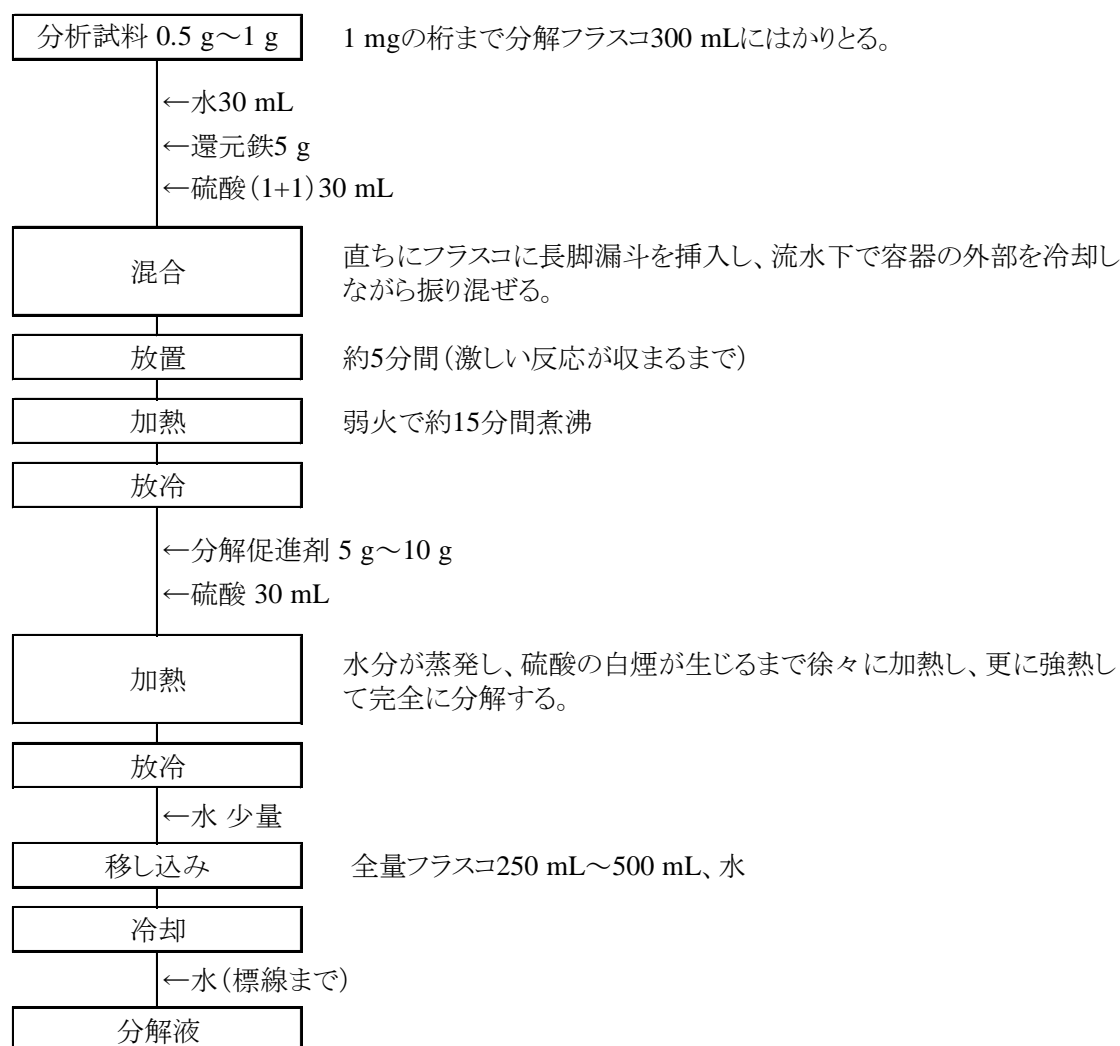 分析試料 0.5 g～1 g
1 mgの桁まで分解フラスコ300 mLにはかりとる。
←水30 mL
←還元鉄5 g
←硫酸(1+1)30 mL
混合
直ちにフラスコに長脚漏斗を挿入し、流水下で容器の外部を冷却し
ながら振り混ぜる。
放置
約5分間(激しい反応が収まるまで)
加熱
弱火で約15分間煮沸
放冷
←分解促進剤 5 g～10 g
←硫酸 30 mL
加熱
水分が蒸発し、硫酸の白煙が生じるまで徐々に加熱し、更に強熱し
て完全に分解する。
放冷
←水 少量
移し込み
全量フラスコ250 mL～500 mL、水
冷却
←水(標線まで)
分解液